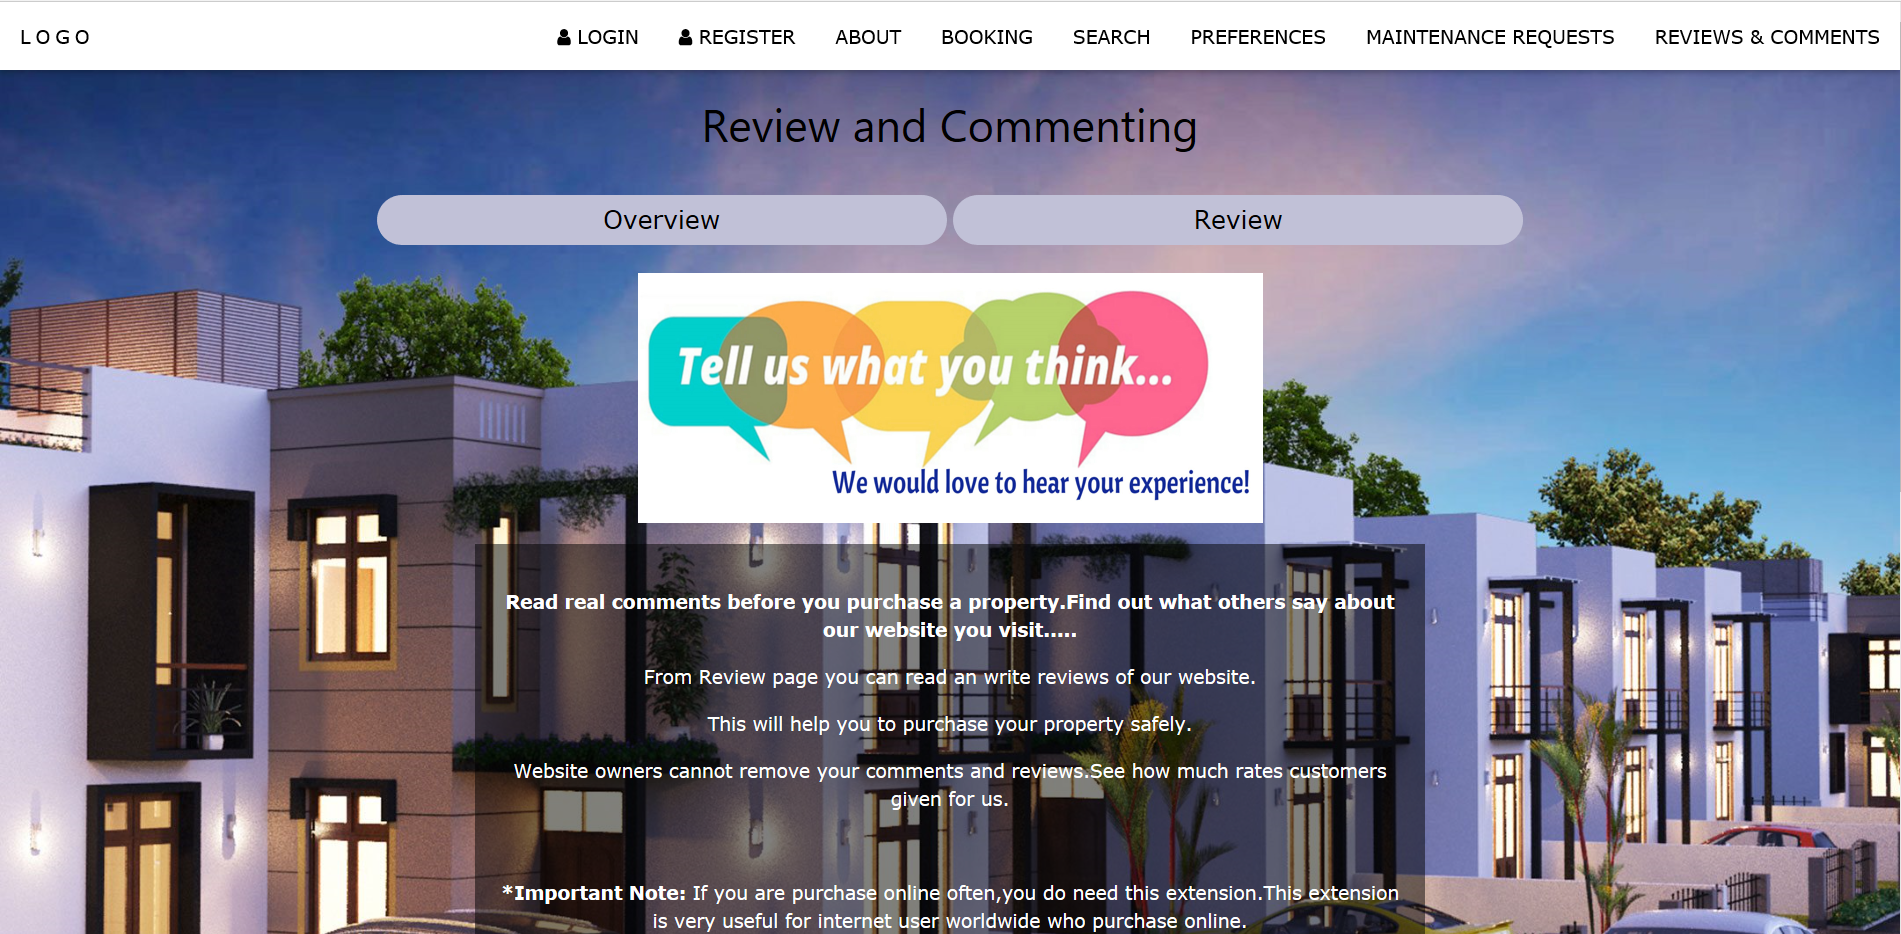 LOGO
LOGIN REGISTER ABOUT BOOKING SEARCH PREFERENCES MAINTENANCE REQUESTS REVIEWS & COMMENTS
Review and Commenting
Overview Review
Tell us what you think...
We would love to hear your experience!
Read real comments before you purchase a property.Find out what others say about
our website you visit.....
From Review page you can read an write reviews of our website.
This will help you to purchase your property safely.
Website owners cannot remove your comments and reviews.See how much rates customers
given for us.
*Important Note: If you are purchase online often,you do need this extension.This extension
is very useful for internet user worldwide who purchase online.